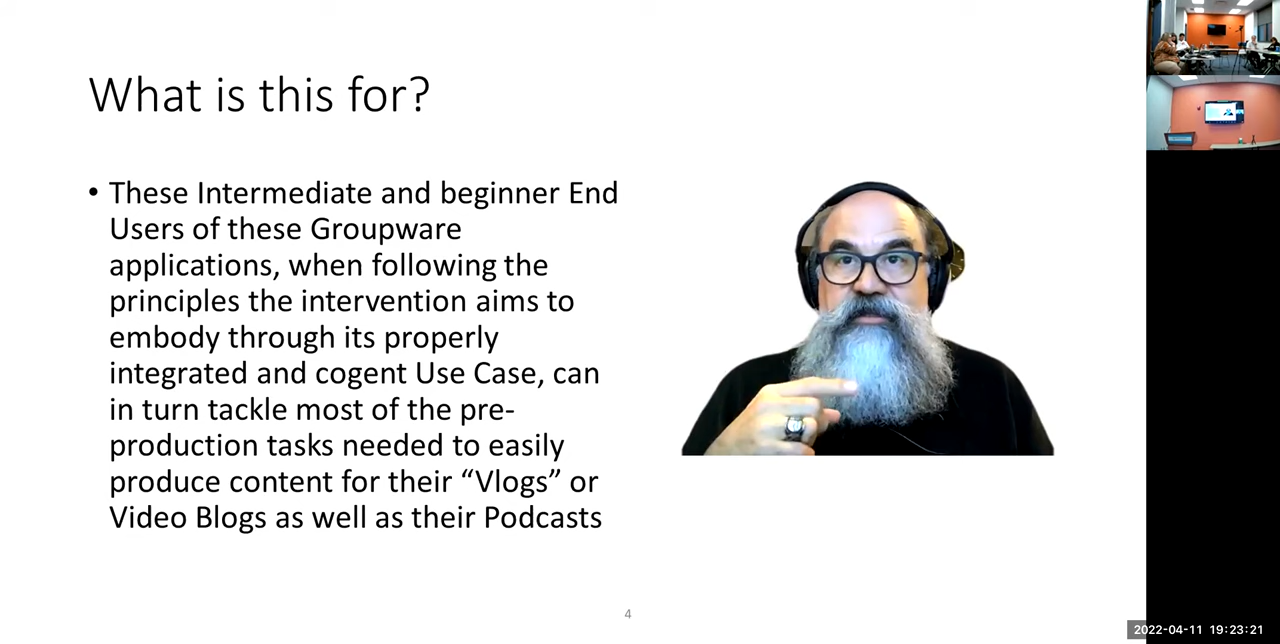 What is this for?
• These Intermediate and beginner End
Users of these Groupware
applications, when following the
principles the intervention aims to
embody through its properly
integrated and cogent Use Case, can
in turn tackle most of the pre-
production tasks needed to easily
produce content for their “Vlogs” or
Video Blogs as well as their Podcasts
4
2022-04-11 19:23:21